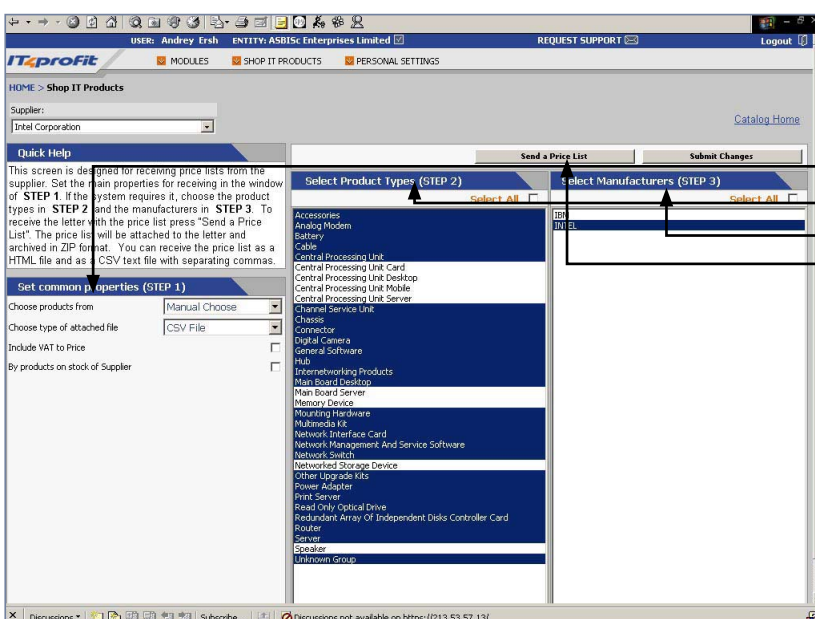 USER: Andrey Ersh ENTITY: ASBISc Enterprises Limited REQUEST SUPPORT Logout
IT4profit MODULES SHOP IT PRODUCTS PERSONAL SETTINGS
HOME > Shop IT Products
Supplier:
Intel Corporation
Catalog Home
Quick Help
This screen is designed for receiving price lists from the
supplier. Set the main properties for receiving in the window
of STEP 1. If the system requires it, choose the product
types in STEP 2 and the manufacturers in STEP 3. To
receive the letter with the price list press "Send a Price
List". The price list will be attached to the letter and
archived in ZIP format. You can receive the price list as a
HTML file and as a CSV text file with separating commas.
Set common properties (STEP 1)
Choose products from Manual Choose
Choose type of attached file CSV File
Include VAT to Price
By products on stock of Supplier
Send a Price List Submit Changes
Select Product Types (STEP 2)
Select All
Accessories
Analog Modem
Battery
Cable
Central Processing Unit
Central Processing Unit Card
Central Processing Unit Desktop
Central Processing Unit Mobile
Central Processing Unit Server
Channel Service Unit
Chassis
Connector
Digital Camera
General Software
Hub
Internetworking Products
Main Board Desktop
Main Board Server
Memory Device
Mounting Hardware
Multimedia Kit
Network Interface Card
Network Management And Service Software
Network Switch
Networked Storage Device
Other Upgrade Kits
Power Adapter
Print Server
Read Only Optical Drive
Redundant Array Of Independent Disks Controller Card
Router
Server
Speaker
Unknown Group
Select Manufacturers (STEP 3)
Select All
IBM
INTEL
Discussions Subscribe Discussions not available on https://213.53.57.13/